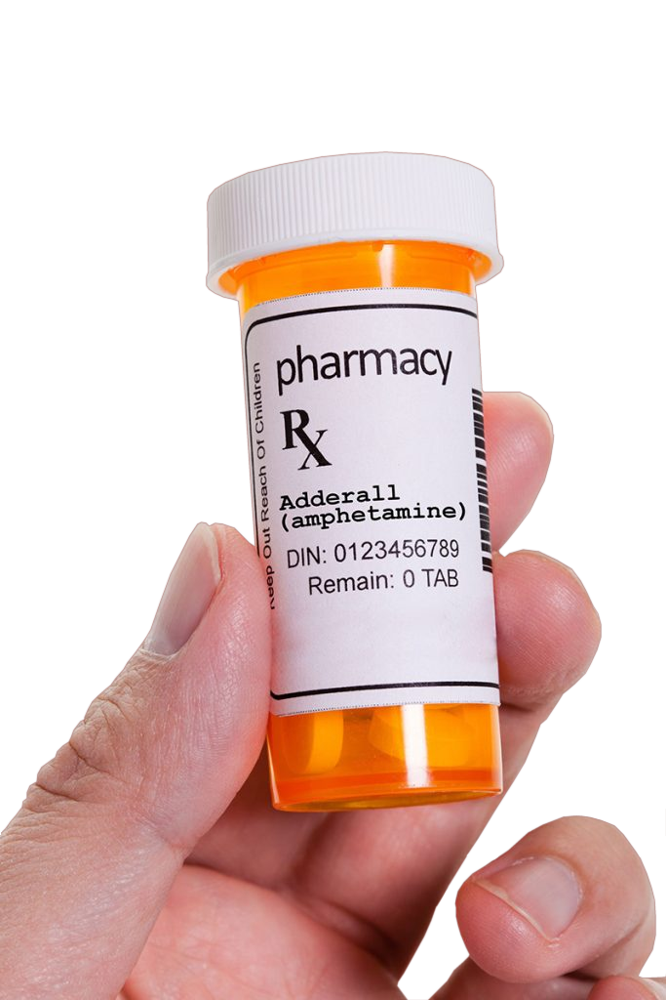 pharmacy
Rx
Adderall
(amphetamine)
DIN: 0123456789
Remain: 0 TAB
Keep Out Reach Of Children